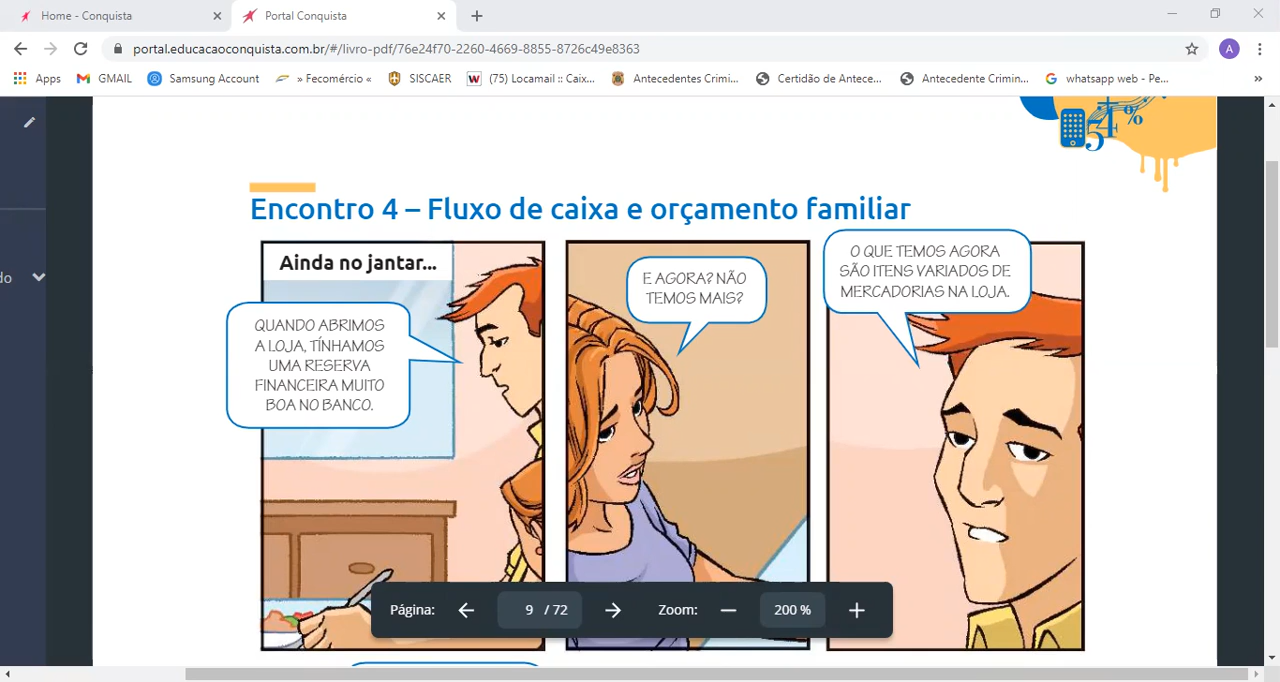 Home - Conquista
Portal Conquista
portal.educacaoconquista.com.br/#/livro-pdf/76e24f70-2260-4669-8855-8726c49e8363
A
Apps
GMAIL
Samsung Account
» Fecomércio «
SISCAER
(75) Locamail :: Caix...
Antecedentes Crimi...
Certidão de Antece...
Antecedente Crimin...
whatsapp web - Pe...
»
54%
do
Encontro 4 – Fluxo de caixa e orçamento familiar
Ainda no jantar...
QUANDO ABRIMOS
A LOJA, TÍNHAMOS
UMA RESERVA
FINANCEIRA MUITO
BOA NO BANCO.
E AGORA? NÃO
TEMOS MAIS?
O QUE TEMOS AGORA
SÃO ITENS VARIADOS DE
MERCADORIAS NA LOJA.
Página: 9 / 72 Zoom: 200 %